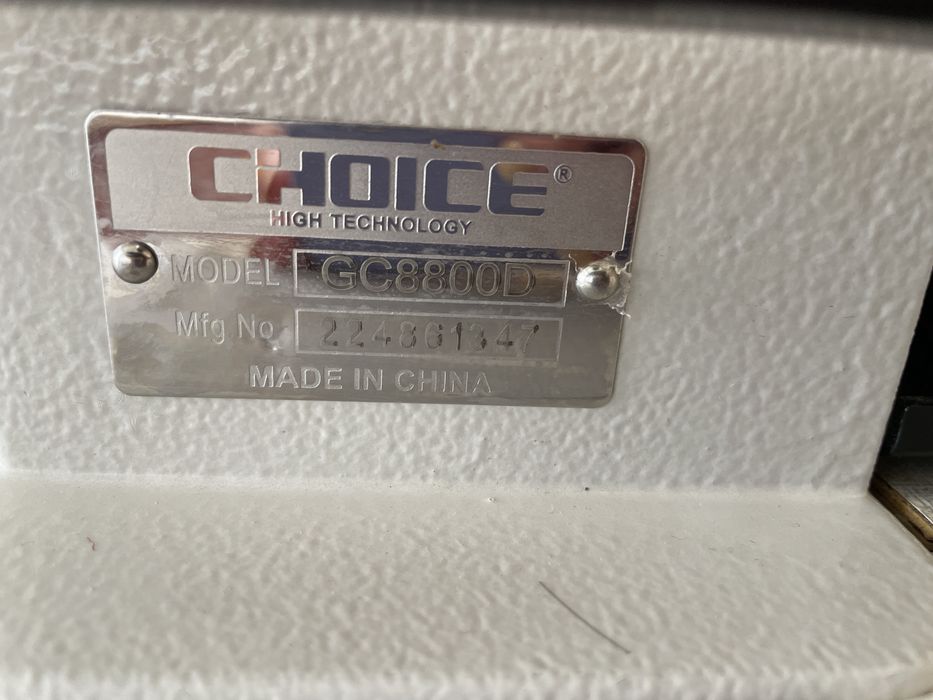 CHOICE®
HIGH TECHNOLOGY
MODEL GC8800D
Mfg No 224861347
MADE IN CHINA